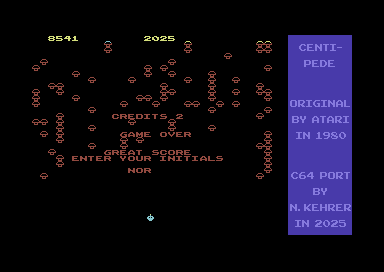 8541 2025
CREDITS 2
GAME OVER
GREAT SCORE
ENTER YOUR INITIALS
NOR
CENTI-
PEDE
ORIGINAL
BY ATARI
IN 1980
C64 PORT
BY
N. KEHRER
IN 2025